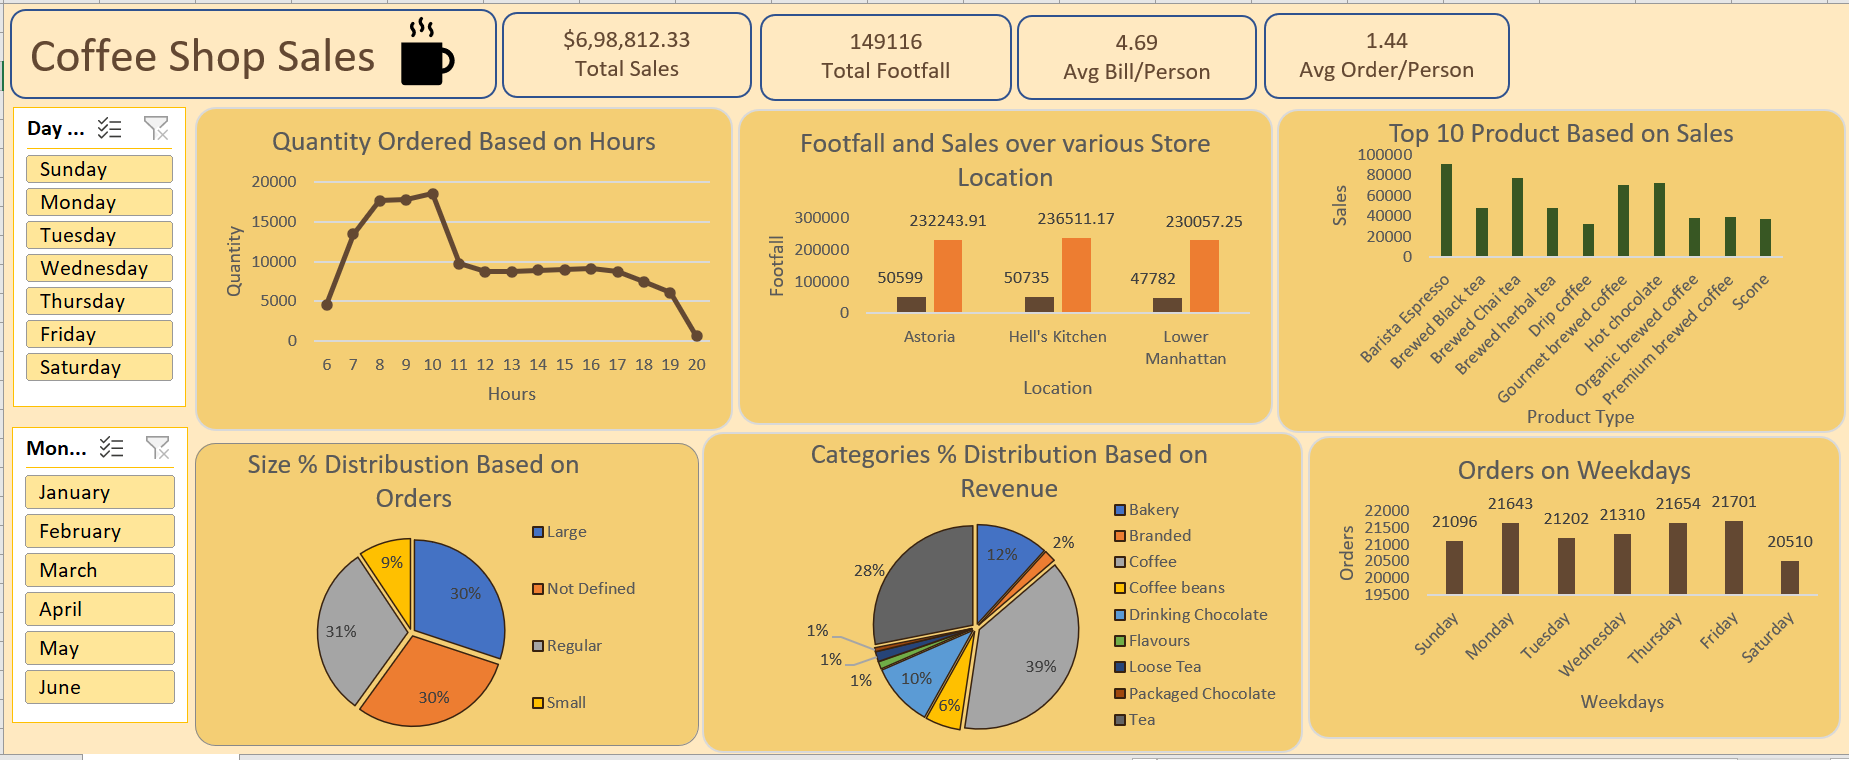 Coffee Shop Sales
$6,98,812.33
Total Sales
149116
Total Footfall
4.69
Avg Bill/Person
1.44
Avg Order/Person
Day ...
Sunday
Monday
Tuesday
Wednesday
Thursday
Friday
Saturday
Mon...
January
February
March
April
May
June
Quantity Ordered Based on Hours
Quantity
20000
15000
10000
5000
0
6 7 8 9 10 11 12 13 14 15 16 17 18 19 20
Hours
Footfall and Sales over various Store
Location
Footfall
300000
200000
100000
0
232243.91
236511.17
230057.25
50599
50735
47782
Astoria
Hell's Kitchen
Lower
Manhattan
Location
Top 10 Product Based on Sales
Sales
100000
80000
60000
40000
20000
0
Barista Espresso
Brewed Black tea
Brewed Chai tea
Brewed herbal tea
Drip coffee
Gourmet brewed coffee
Hot chocolate
Organic brewed coffee
Premium brewed coffee
Scone
Product Type
Size % Distribustion Based on
Orders
30%
30%
31%
9%
Large
Not Defined
Regular
Small
Categories % Distribution Based on
Revenue
12%
2%
39%
6%
10%
1%
1%
1%
28%
Bakery
Branded
Coffee
Coffee beans
Drinking Chocolate
Flavours
Loose Tea
Packaged Chocolate
Tea
Orders on Weekdays
Orders
22000
21500
21000
20500
20000
19500
21096
21643
21202
21310
21654
21701
20510
Sunday
Monday
Tuesday
Wednesday
Thursday
Friday
Saturday
Weekdays